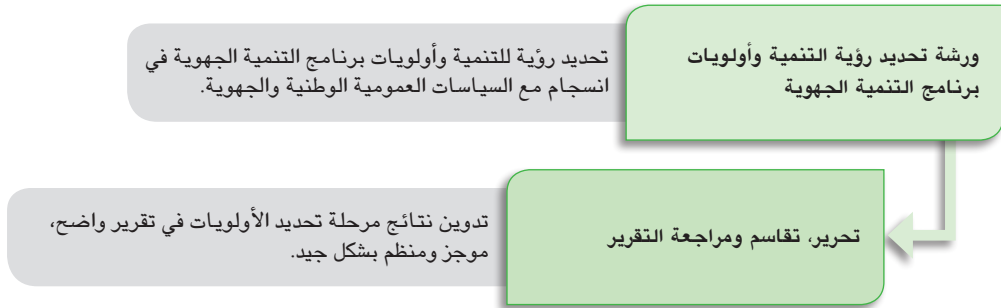 ورشة تحديد رؤية التنمية وأولويات
برنامج التنمية الجهوية
تحديد رؤية للتنمية وأولويات برنامج التنمية الجهوية في
انسجام مع السياسات العمومية الوطنية والجهوية.
تحرير، تقاسم ومراجعة التقرير
تدوين نتائج مرحلة تحديد الأولويات في تقرير واضح،
موجز ومنظم بشكل جيد.